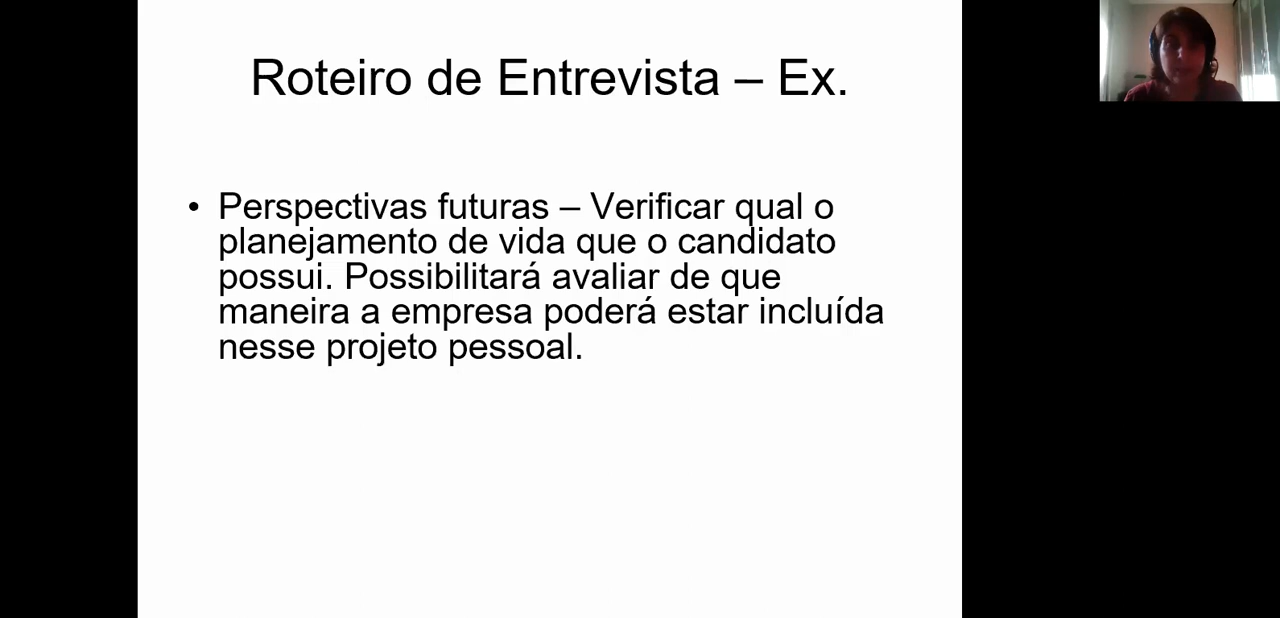 Roteiro de Entrevista – Ex.
• Perspectivas futuras – Verificar qual o
planejamento de vida que o candidato
possui. Possibilitará avaliar de que
maneira a empresa poderá estar incluída
nesse projeto pessoal.